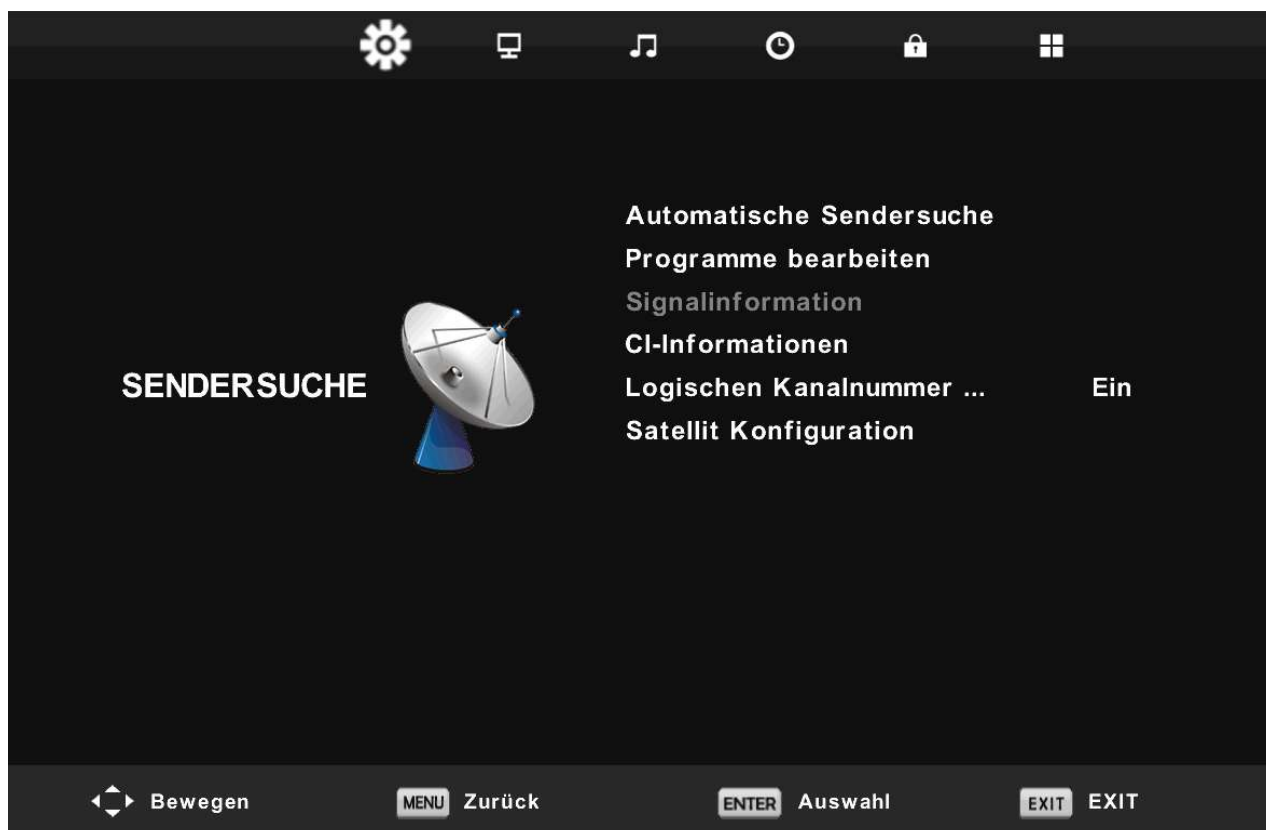 Automatische Sendersuche
Programme bearbeiten
Signalinformation
CI-Informationen
SENDERSUCHE
Logischen Kanalnummer ... Ein
Satellit Konfiguration
Bewegen MENU Zurück ENTER Auswahl EXIT EXIT